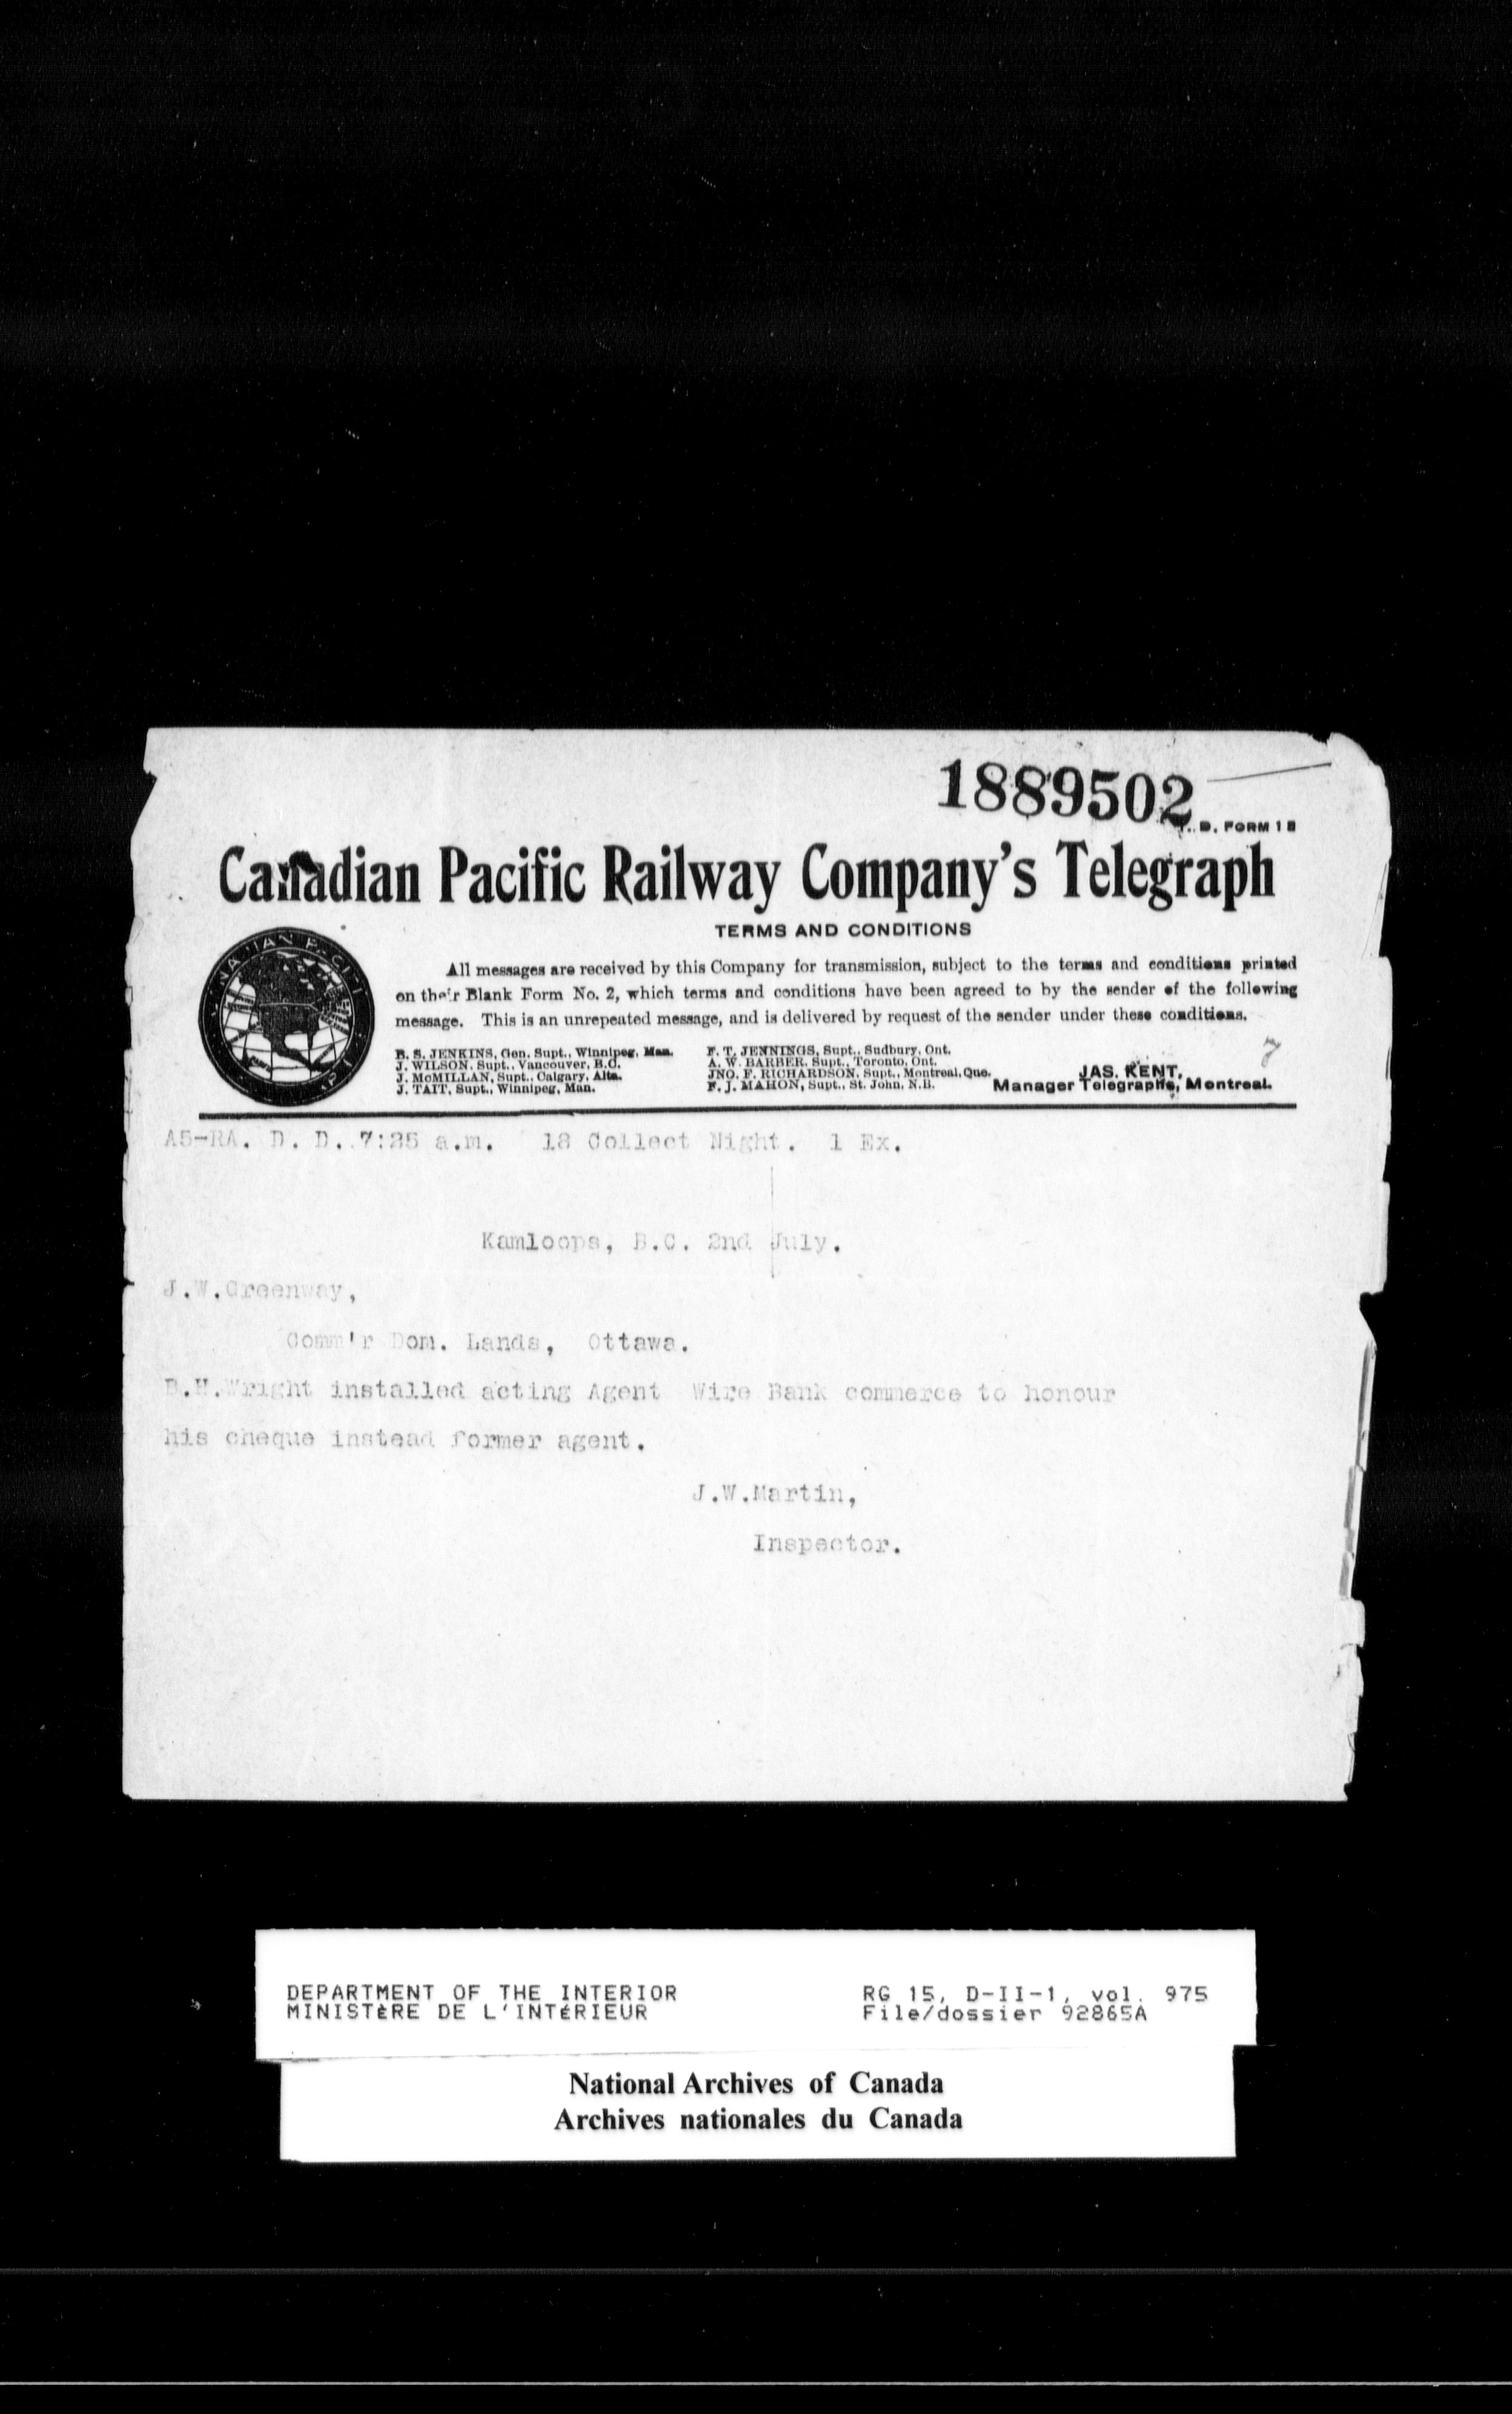 1889502
D. FORM 1 B
Canadian Pacific Railway Company's Telegraph
TERMS AND CONDITIONS
All messages are received by this Company for transmission, subject to the terms and conditions printed
on their Blank Form No. 2, which terms and conditions have been agreed to by the sender of the following
message. This is an unrepeated message, and is delivered by request of the sender under these conditions.
B. S. JENKINS, Gen. Supt., Winnipeg, Man.
J. WILSON, Supt., Vancouver, B.C.
J. McMILLAN, Supt., Calgary, Alta.
J. TAIT, Supt., Winnipeg, Man.
F. T. JENNINGS, Supt., Sudbury, Ont.
A. W. BARBER, Supt., Toronto, Ont.
JNO. F. RICHARDSON, Supt., Montreal, Que.
F. J. MAHON, Supt., St. John, N.B.
7
JAS. KENT,
Manager Telegraphs, Montreal.
A5-RA. D. D. 7:25 a.m. 18 Collect Night. 1 Ex.
Kamloops, B.C. 2nd July.
J.W.Greenway,
Comm'r Dom. Lands, Ottawa.
B.H.Wright installed acting Agent Wire Bank commerce to honour
his cheque instead former agent.
J.W.Martin,
Inspector.
DEPARTMENT OF THE INTERIOR
MINISTÈRE DE L'INTÉRIEUR
RG 15, D-II-1, vol. 975
File/dossier 92865A
National Archives of Canada
Archives nationales du Canada